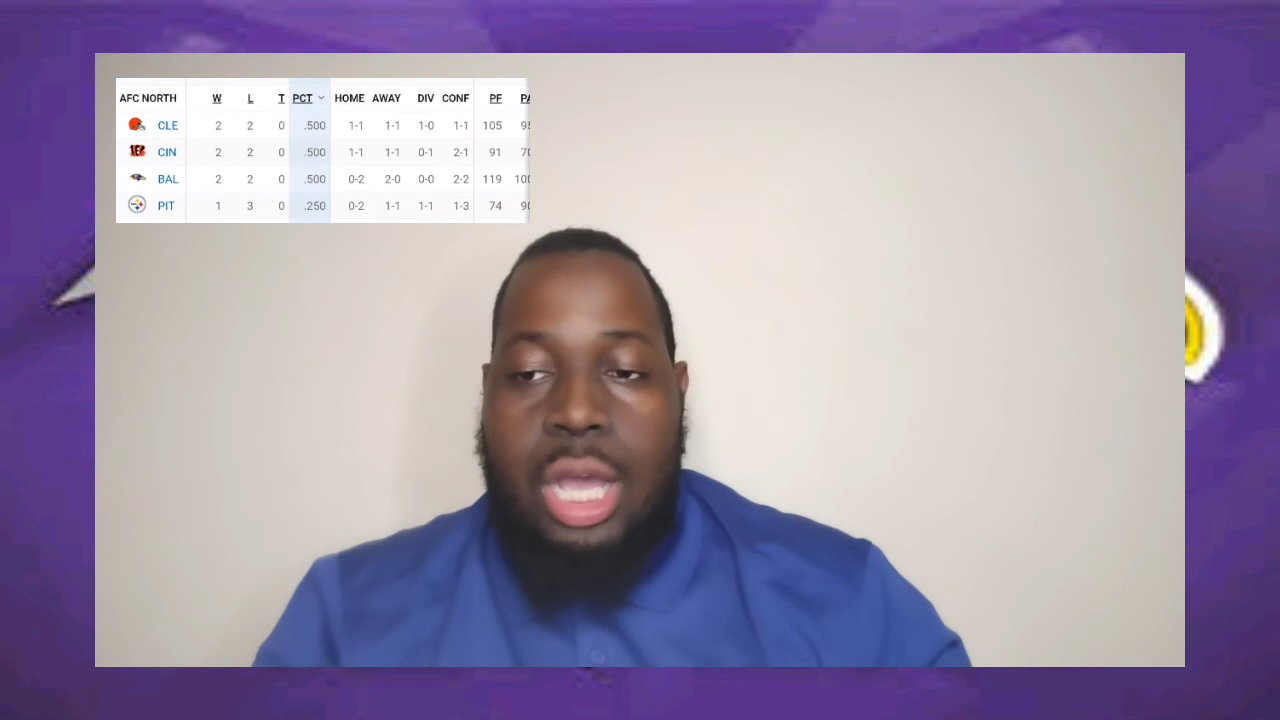 AFC NORTH W L T PCT HOME AWAY DIV CONF PF
CLE 2 2 0 .500 1-1 1-1 1-0 1-1 105
CIN 2 2 0 .500 1-1 1-1 0-1 2-1 91
BAL 2 2 0 .500 0-2 2-0 0-0 2-2 119
PIT 1 3 0 .250 0-2 1-1 1-1 1-3 74